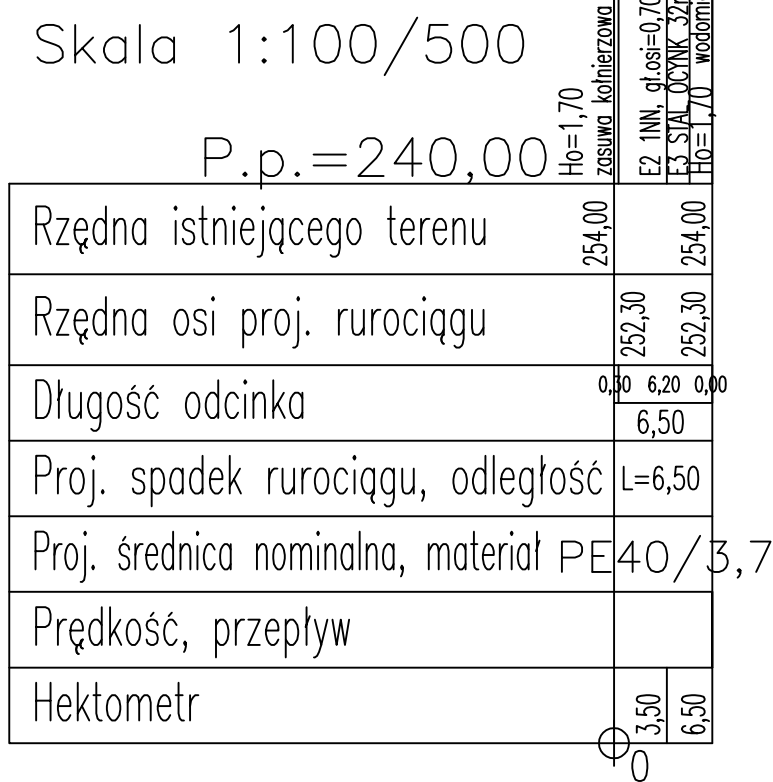 Skala 1:100/500
P.p.=240,00
Ho=1,70
zasuwa kołnierzowa
E2 1NN, gł.osi=0,70
E3 STAL OCYNK
Ho=1,70
Rzędna istniejącego terenu 254,00 254,00
Rzędna osi proj. rurociągu 252,30 252,30
Długość odcinka 0,30 6,20 0,00
6,50
Proj. spadek rurociągu, odległość L=6,50
Proj. średnica nominalna, materiał PE40/3,7
Prędkość, przepływ
Hektometr 3,50 6,50
0